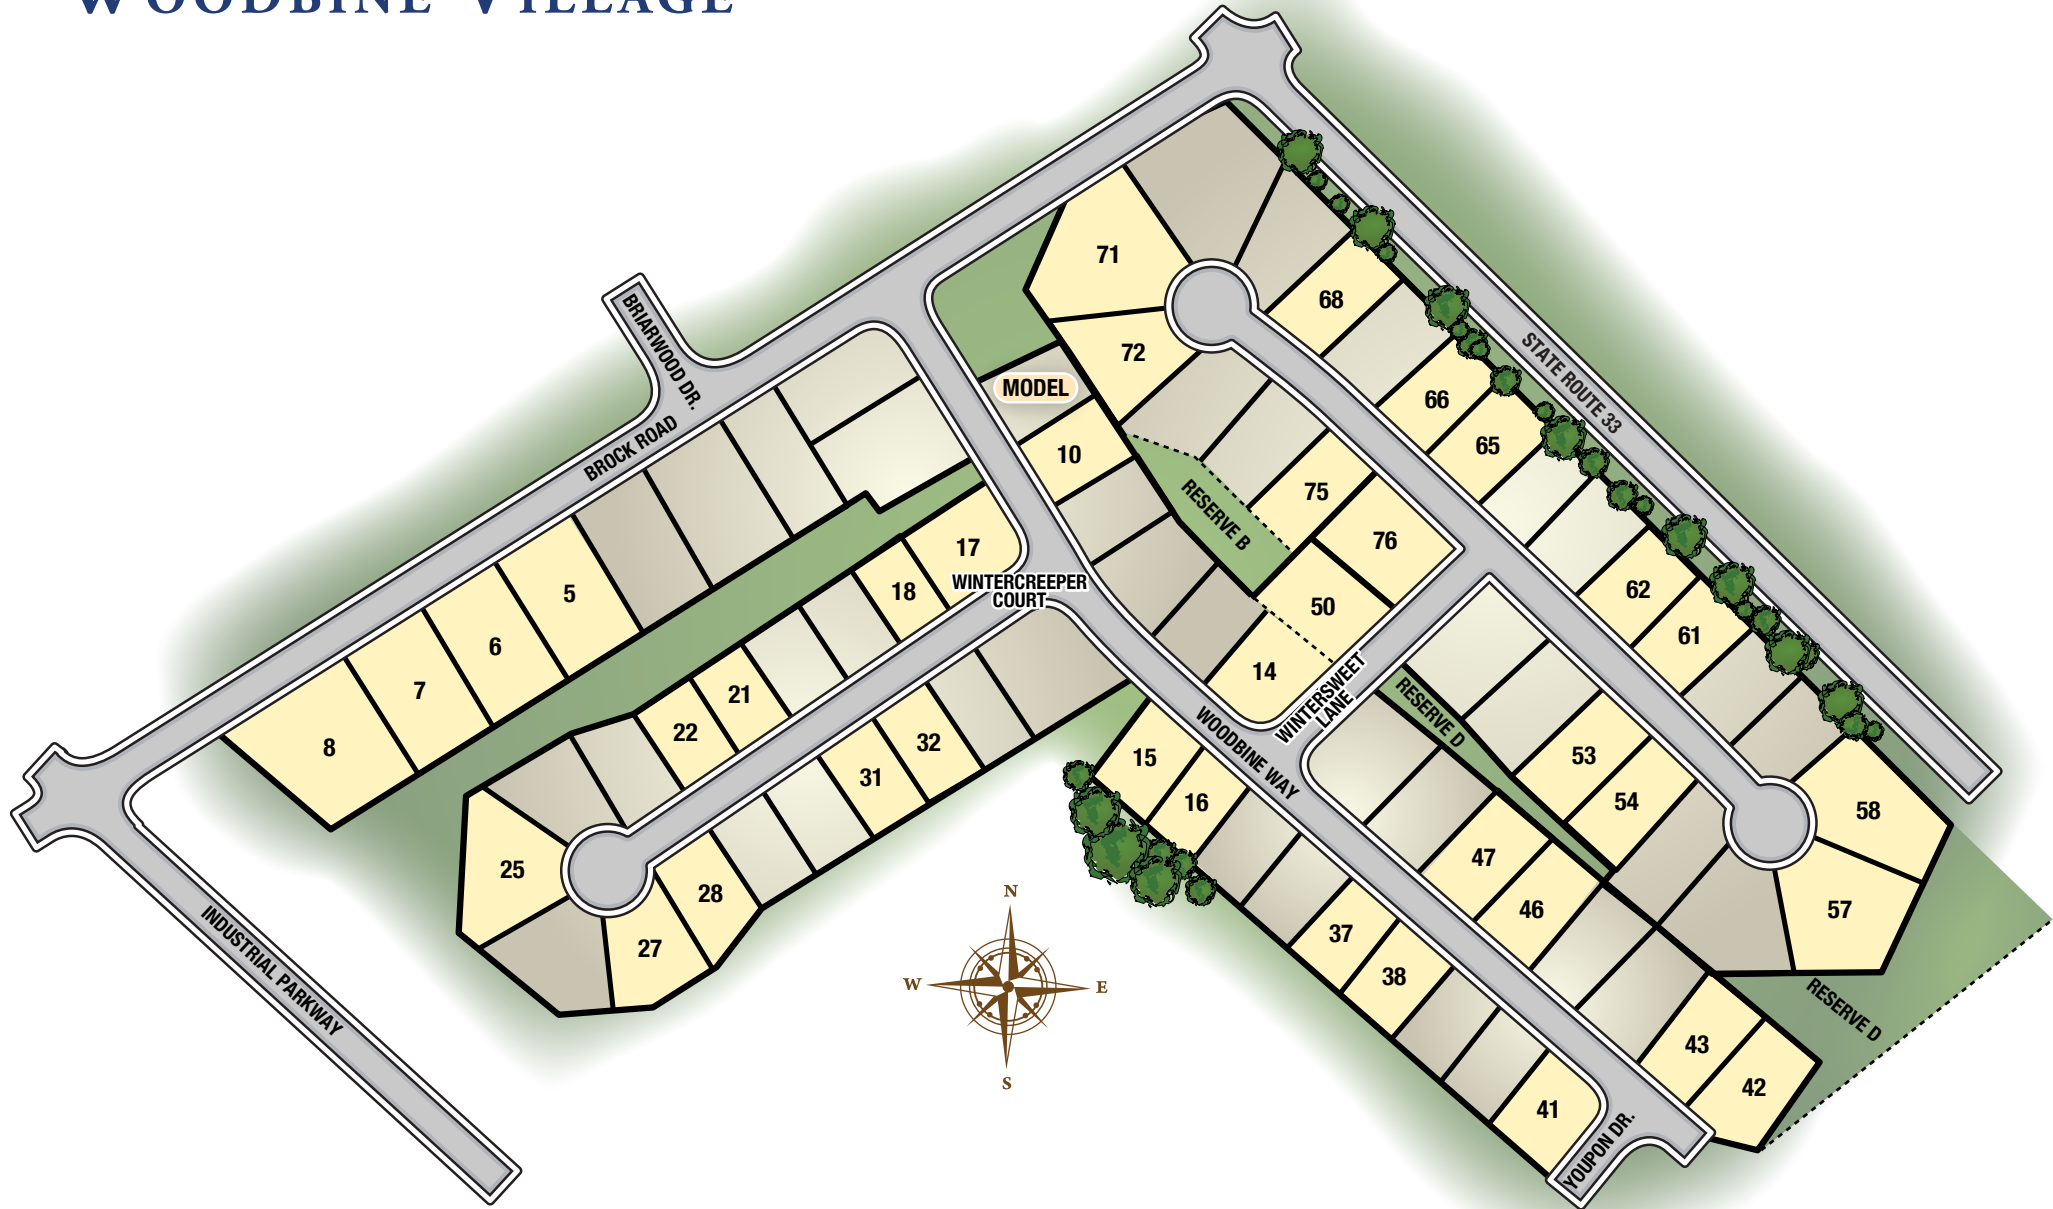 WOODBINE VILLAGE
71
68
72
MODEL
66
10
65
75
76
BRIARWOOD DR.
BROCK ROAD
STATE ROUTE 33
RESERVE B
17
WINTERCREEPER
COURT
18
5
6
7
8
62
61
50
14
WINTERSWEET
LANE
RESERVE D
WOODBINE WAY
21
22
32
31
15
16
53
54
58
57
25
28
27
47
46
37
38
43
42
41
RESERVE D
YOUPON DR.
INDUSTRIAL PARKWAY
N
W
E
S